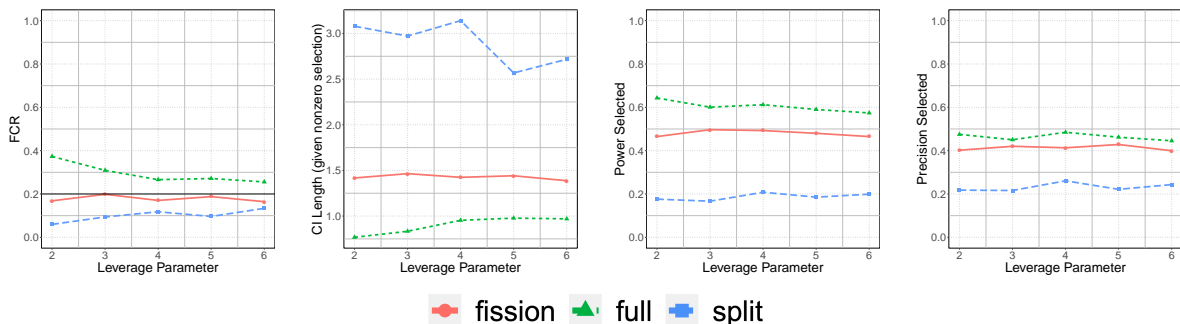 FCR
1.0
0.8
0.6
0.4
0.2
0.0
2 3 4 5 6
Leverage Parameter
CI Length (given nonzero selection)
3.0
2.5
2.0
1.5
1.0
2 3 4 5 6
Leverage Parameter
Power Selected
1.0
0.8
0.6
0.4
0.2
0.0
2 3 4 5 6
Leverage Parameter
Precision Selected
1.0
0.8
0.6
0.4
0.2
0.0
2 3 4 5 6
Leverage Parameter
fission full split